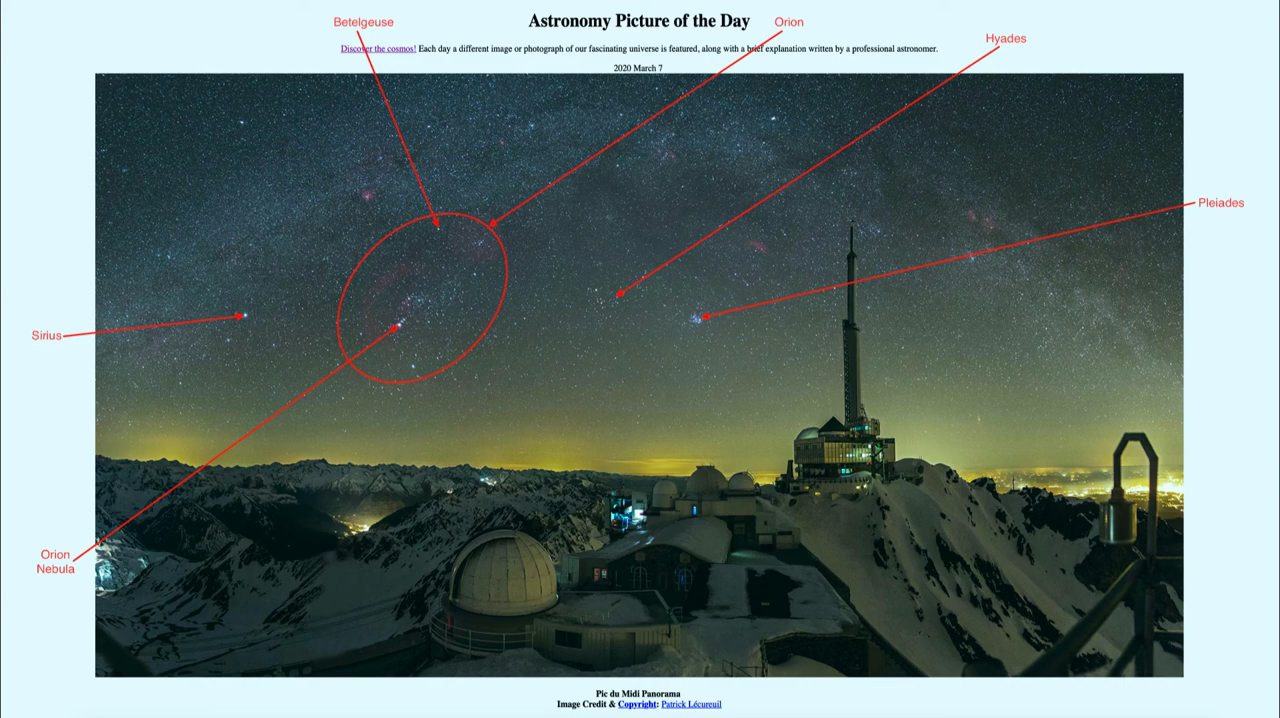 Astronomy Picture of the Day
Betelgeuse
Orion
Hyades
Discover the cosmos! Each day a different image or photograph of our fascinating universe is featured, along with a brief explanation written by a professional astronomer.
2020 March 7
Pleiades
Sirius
Orion
Nebula
Pic du Midi Panorama
Image Credit & Copyright: Patrick Lécureuil